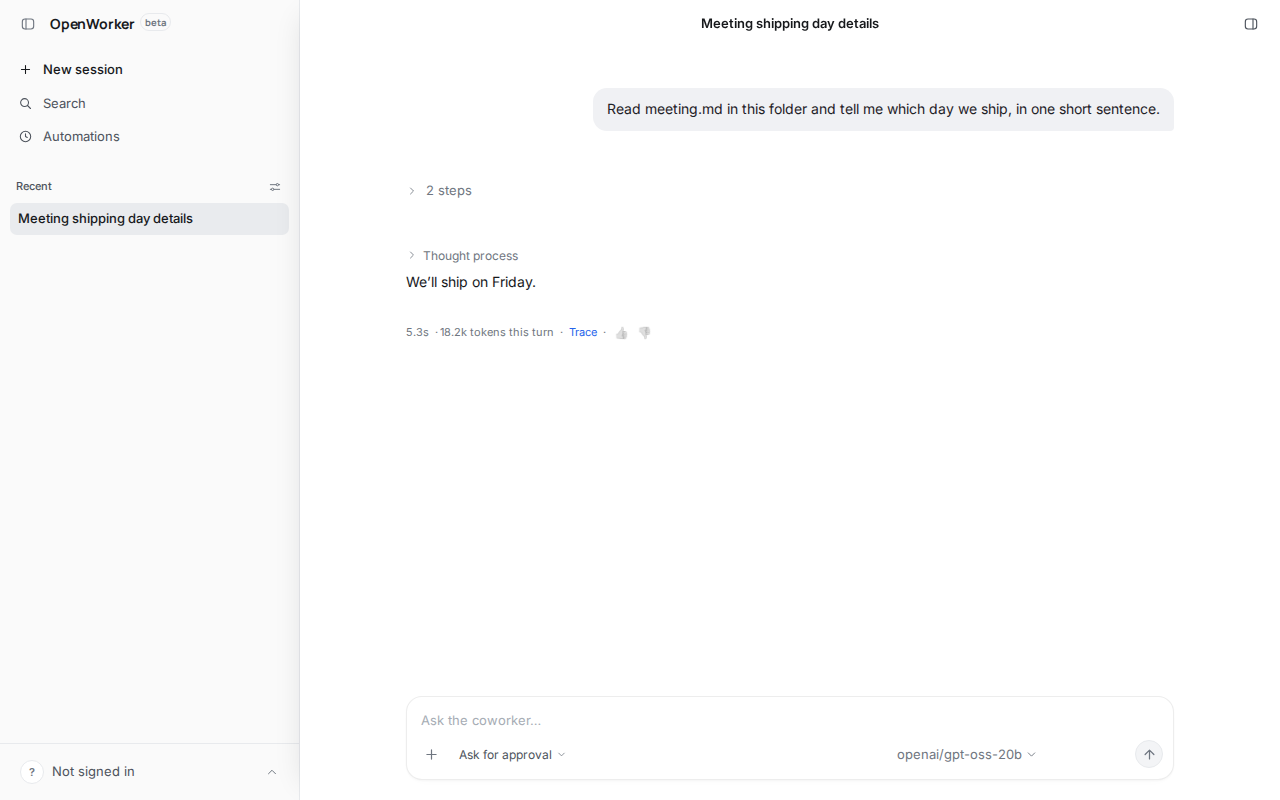 OpenWorker beta
New session
Search
Automations
Recent
Meeting shipping day details
? Not signed in
Meeting shipping day details
Read meeting.md in this folder and tell me which day we ship, in one short sentence.
2 steps
Thought process
We’ll ship on Friday.
5.3s · 18.2k tokens this turn · Trace ·
Ask the coworker…
Ask for approval
openai/gpt-oss-20b